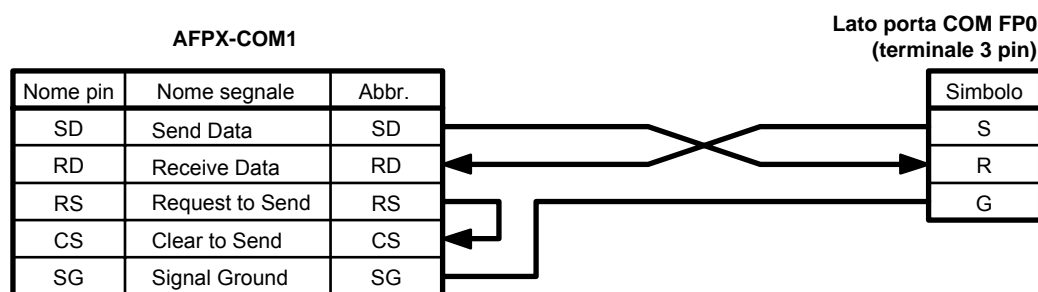 AFPX-COM1
Lato porta COM FP0
(terminale 3 pin)
Nome pin Nome segnale Abbr.
SD Send Data SD
RD Receive Data RD
RS Request to Send RS
CS Clear to Send CS
SG Signal Ground SG
Simbolo
S
R
G